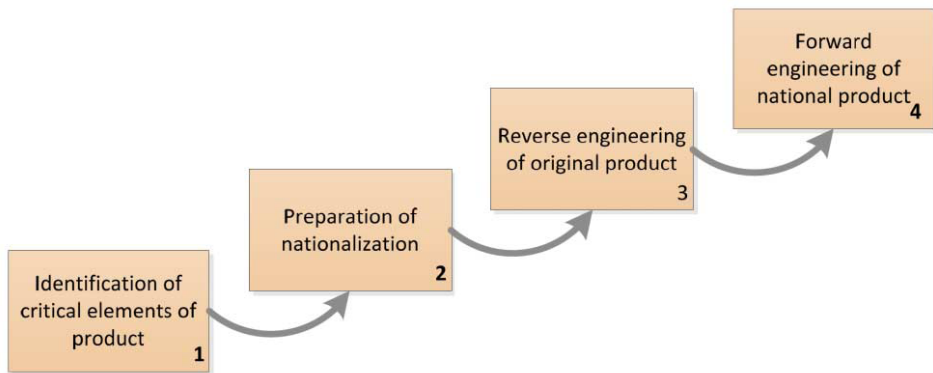 Identification of
critical elements of
product
1
Preparation of
nationalization
2
Reverse engineering
of original product
3
Forward
engineering of
national product
4